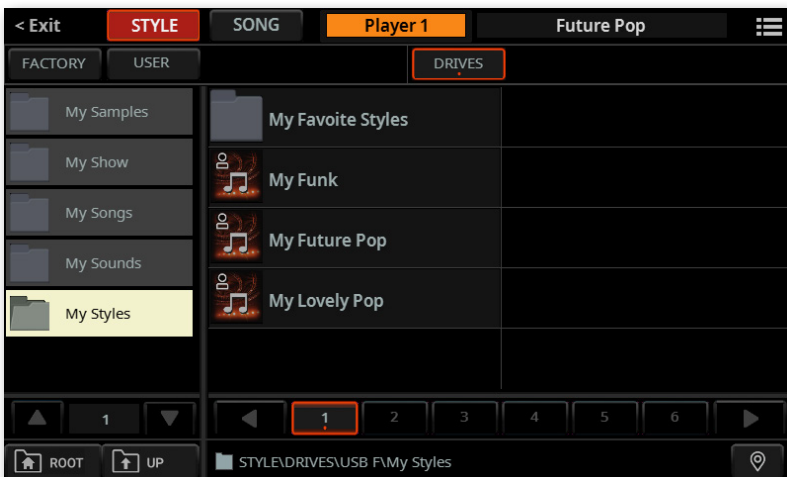 < Exit STYLE SONG Player 1 Future Pop
FACTORY USER DRIVES
My Samples
My Show
My Songs
My Sounds
My Styles
My Favoite Styles
My Funk
My Future Pop
My Lovely Pop
1 1 2 3 4 5 6
ROOT UP STYLE\DRIVES\USB F\My Styles